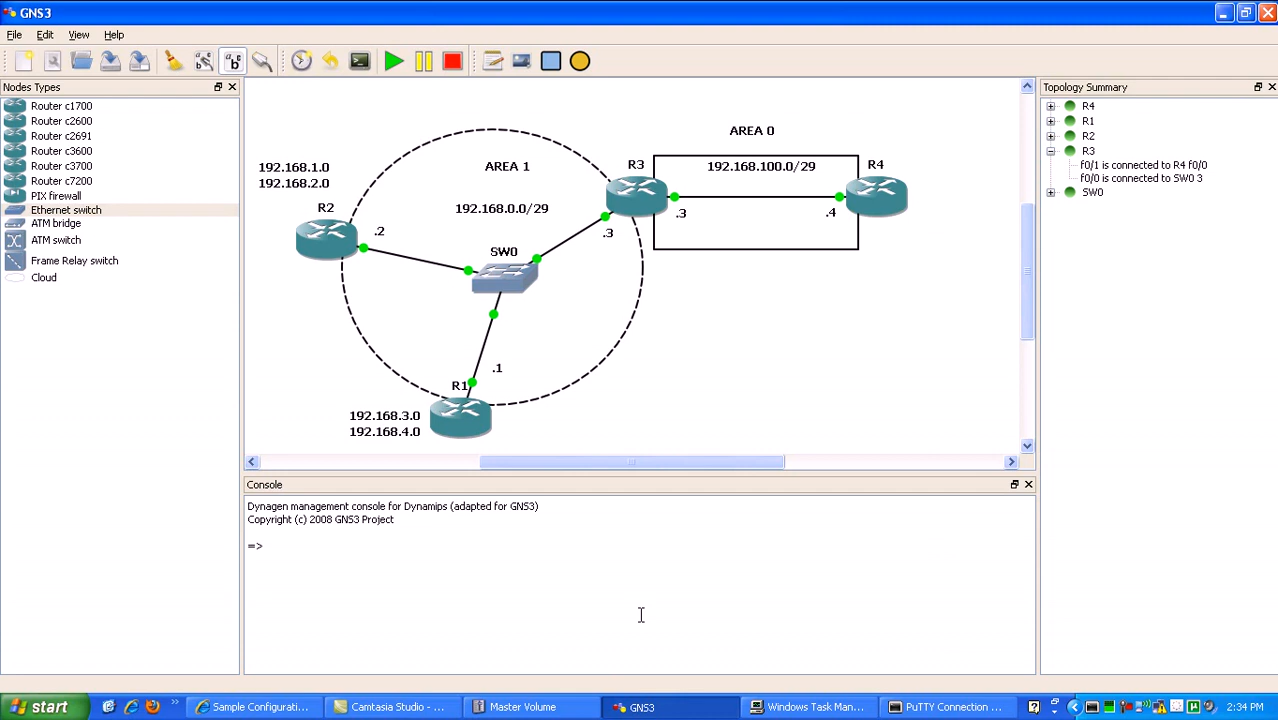 GNS3
File Edit View Help
Nodes Types
Router c1700
Router c2600
Router c2691
Router c3600
Router c3700
Router c7200
PIX firewall
Ethernet switch
ATM bridge
ATM switch
Frame Relay switch
Cloud
AREA 0
192.168.1.0
192.168.2.0
AREA 1
R3
192.168.100.0/29
R4
R2
192.168.0.0/29
.2
.3
.3
.4
SW0
.1
R1
192.168.3.0
192.168.4.0
Topology Summary
R4
R1
R2
R3
f0/1 is connected to R4 f0/0
f0/0 is connected to SW0 3
SW0
Console
Dynagen management console for Dynamips (adapted for GNS3)
Copyright (c) 2008 GNS3 Project
=>
start
Sample Configurati...
Camtasia Studio - ...
Master Volume
GNS3
Windows Task Man...
PuTTY Connection ...
2:34 PM